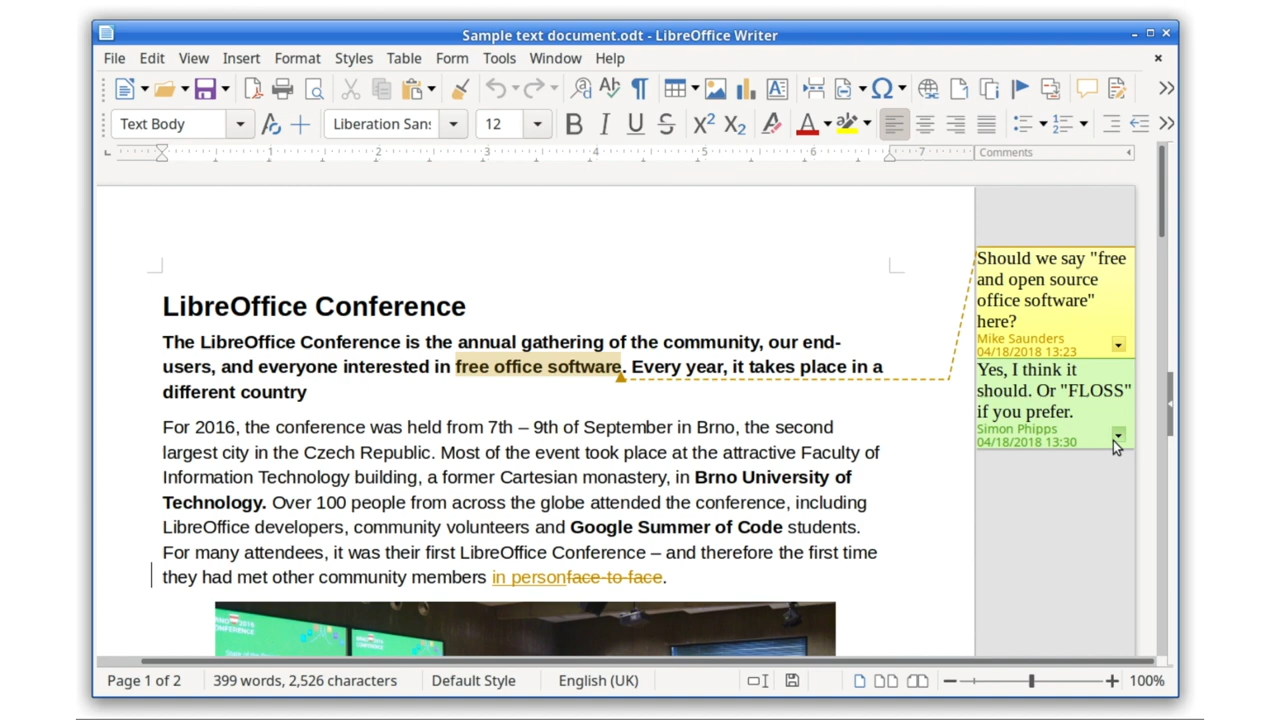 Sample text document.odt - LibreOffice Writer
File Edit View Insert Format Styles Table Form Tools Window Help
Text Body Liberation Sans 12
1 2 3 4 5 6 7 Comments
LibreOffice Conference
The LibreOffice Conference is the annual gathering of the community, our end-
users, and everyone interested in free office software. Every year, it takes place in a
different country
For 2016, the conference was held from 7th – 9th of September in Brno, the second
largest city in the Czech Republic. Most of the event took place at the attractive Faculty of
Information Technology building, a former Cartesian monastery, in Brno University of
Technology. Over 100 people from across the globe attended the conference, including
LibreOffice developers, community volunteers and Google Summer of Code students.
For many attendees, it was their first LibreOffice Conference – and therefore the first time
they had met other community members in personface-to-face.
Should we say "free
and open source
office software"
here?
Mike Saunders
04/18/2018 13:23
Yes, I think it
should. Or "FLOSS"
if you prefer.
Simon Phipps
04/18/2018 13:30
Page 1 of 2 399 words, 2,526 characters Default Style English (UK) 100%